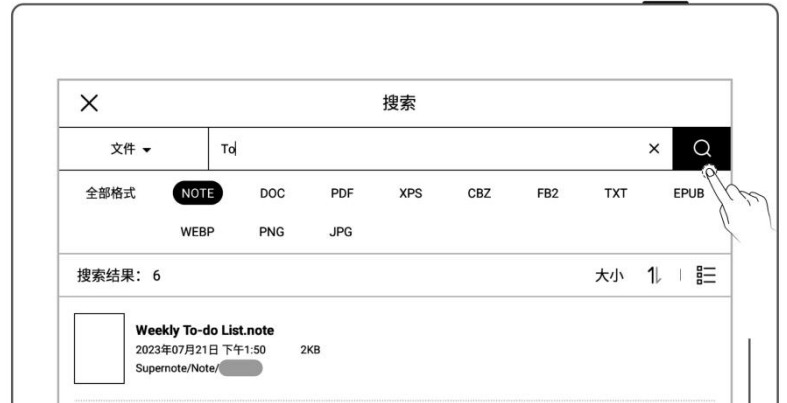 搜索
文件 To
全部格式 NOTE DOC PDF XPS CBZ FB2 TXT EPUB
WEBP PNG JPG
搜索结果： 6 大小
Weekly To-do List.note
2023年07月21日 下午1:50 2KB
Supernote/Note/